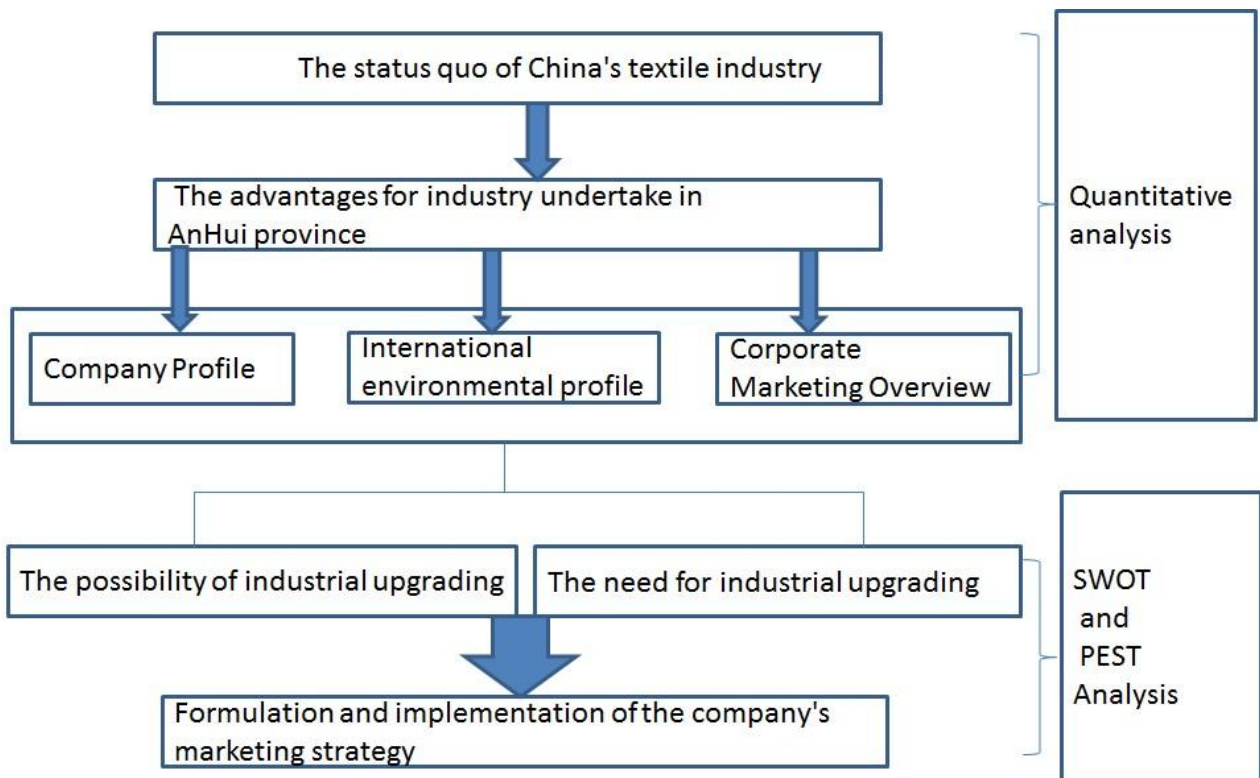 The status quo of China's textile industry
The advantages for industry undertake in
AnHui province
Quantitative
analysis
Company Profile
International
environmental profile
Corporate
Marketing Overview
The possibility of industrial upgrading
The need for industrial upgrading
SWOT
and
PEST
Analysis
Formulation and implementation of the company's
marketing strategy